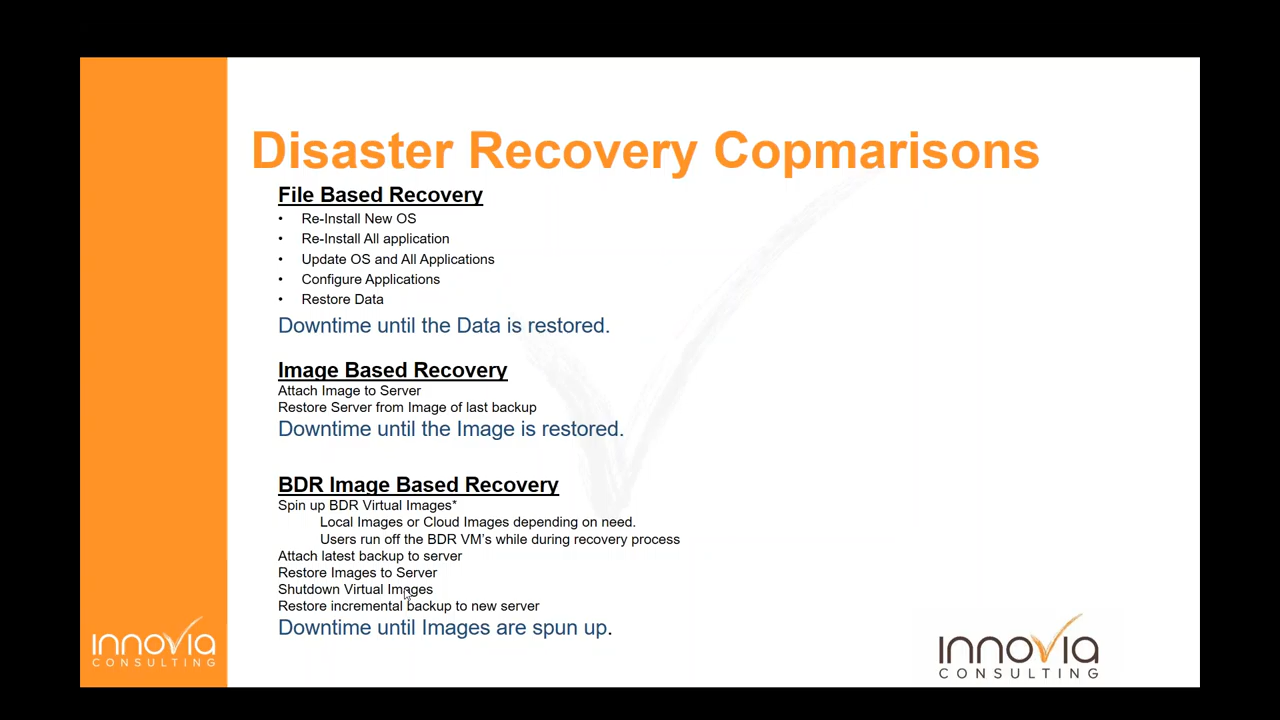 Disaster Recovery Copmarisons
File Based Recovery
• Re-Install New OS
• Re-Install All application
• Update OS and All Applications
• Configure Applications
• Restore Data
Downtime until the Data is restored.
Image Based Recovery
Attach Image to Server
Restore Server from Image of last backup
Downtime until the Image is restored.
BDR Image Based Recovery
Spin up BDR Virtual Images*
Local Images or Cloud Images depending on need.
Users run off the BDR VM's while during recovery process
Attach latest backup to server
Restore Images to Server
Shutdown Virtual Images
Restore incremental backup to new server
Downtime until Images are spun up.
INNOVIA
CONSULTING
INNOVIA
CONSULTING